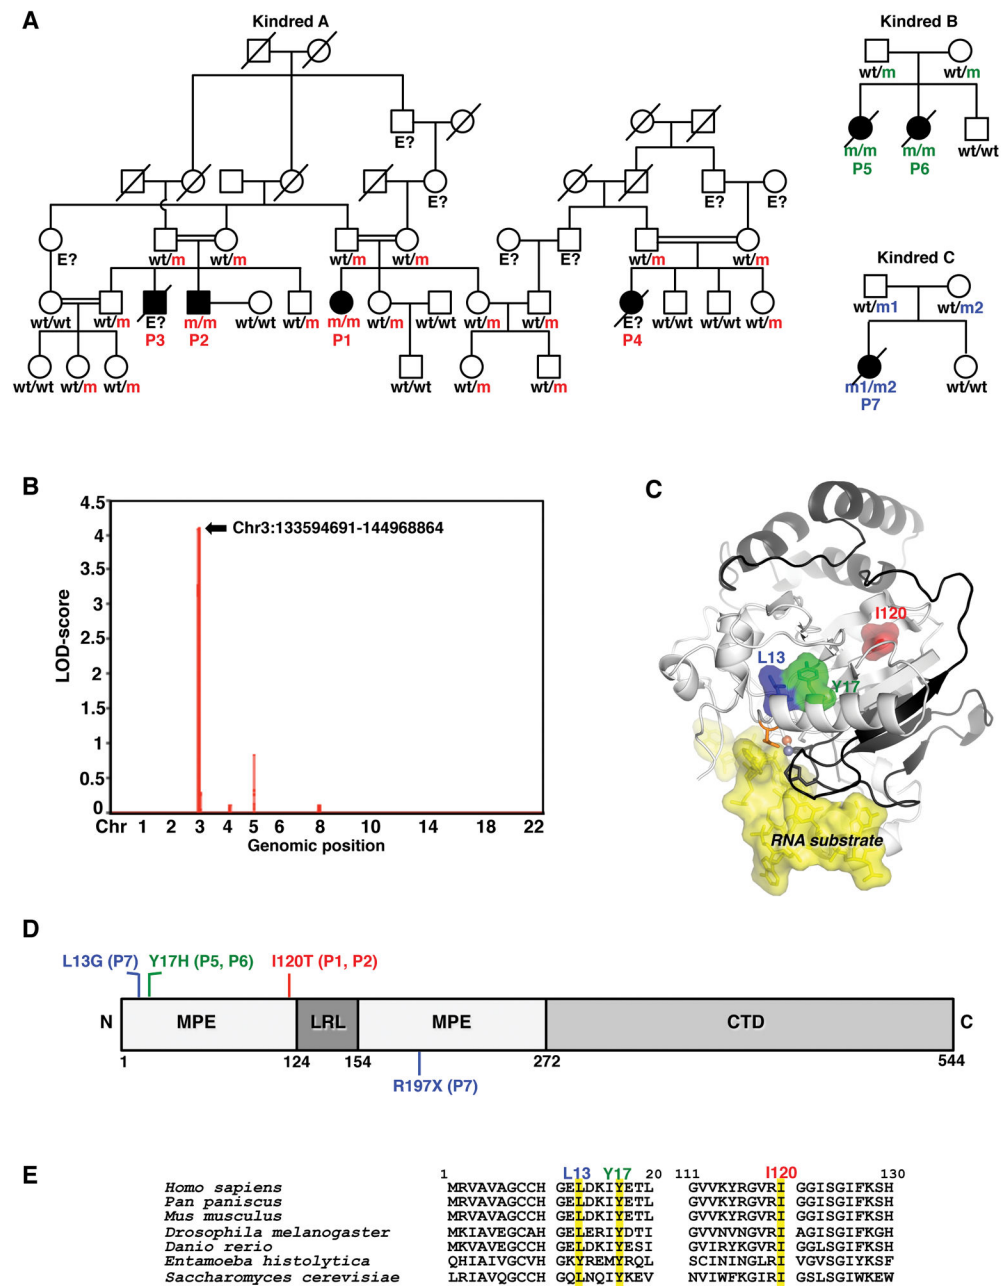 A
Kindred A
Kindred B
wt/m wt/m
m/m m/m wt/wt
P5 P6
E?
E? E? E?
E? wt/m wt/m wt/m wt/m E? E? wt/m wt/m
wt/wt wt/m E? m/m wt/wt wt/m m/m wt/m wt/wt wt/m wt/m E? wt/wt wt/wt wt/m
P3 P2 P1 P4
wt/wt wt/m wt/m wt/wt wt/m wt/m
Kindred C
wt/m1 wt/m2
m1/m2 wt/wt
P7
B
LOD-score
4.5
4
3.5
3
2.5
2
1.5
1
0.5
0
Chr3:133594691-144968864
Chr 1 2 3 4 5 6 8 10 14 18 22
Genomic position
C
I120
L13
Y17
RNA substrate
D
L13G (P7) Y17H (P5, P6) I120T (P1, P2)
N MPE LRL MPE CTD C
1 124 154 272 544
R197X (P7)
E
1 L13 Y17 20 111 I120 130
Homo sapiens MRVAVAGCCH GELDKIYETL GVVKYRGVRI GGISGIFKSH
Pan paniscus MRVAVAGCCH GELDKIYETL GVVKYRGVRI GGISGIFKSH
Mus musculus MRVAVAGCCH GELDKIYETL GVVKYRGVRI GGISGIFKSH
Drosophila melanogaster MKIAVEGCAH GELERIYDTI GVVNVNGVRI AGISGIYKSH
Danio rerio MKVAVEGCCH GELDKIYESI GVIRYKGVRI GGLSGIFKSH
Entamoeba histolytica QHIAIVGCVH GKYREMYRQL SCININGLRI VGVSGIYKSF
Saccharomyces cerevisiae LRIAVQGCCH GQLNQIYKEV NVIWFKGIRI GSLSGIWKEW